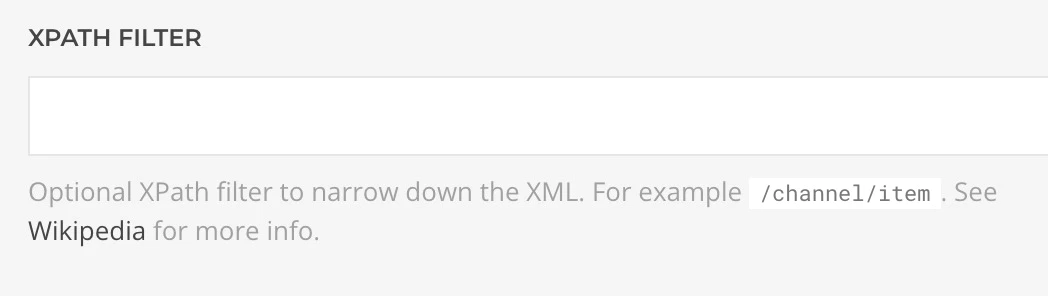 XPATH FILTER
Optional XPath filter to narrow down the XML. For example /channel/item . See
Wikipedia for more info.